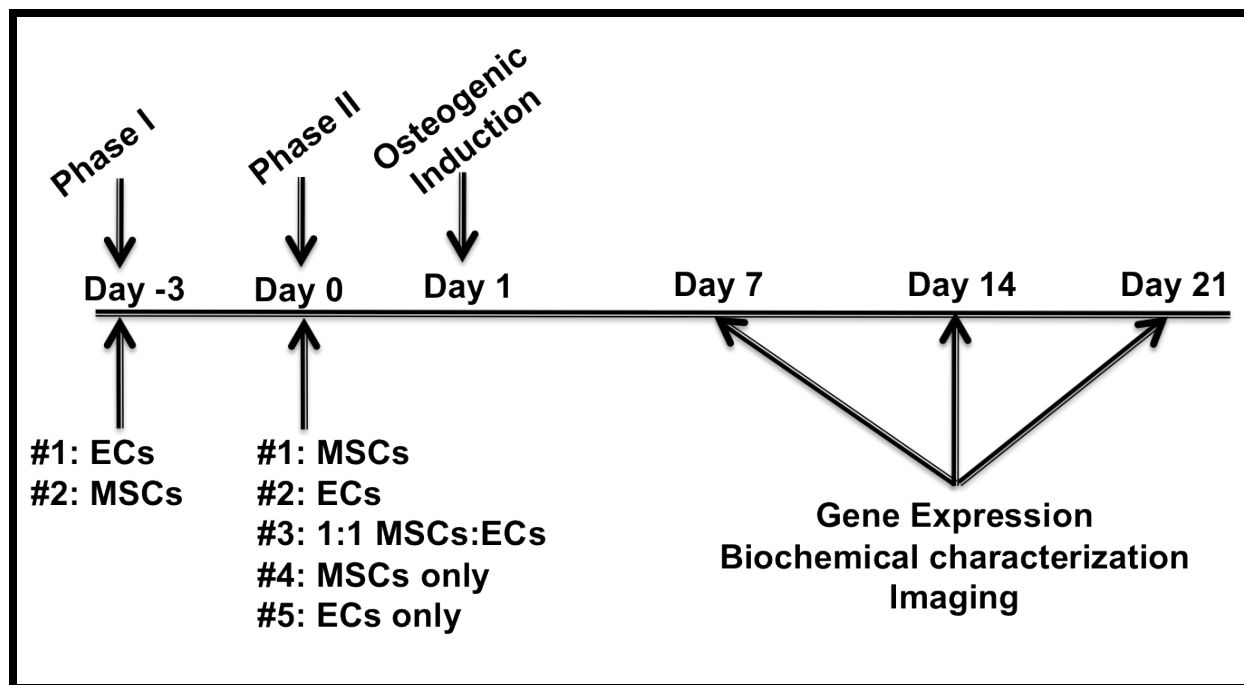 Phase I
Phase II
Osteogenic
Induction
Day -3
Day 0
Day 1
Day 7
Day 14
Day 21
#1: ECs
#2: MSCs
#1: MSCs
#2: ECs
#3: 1:1 MSCs:ECs
#4: MSCs only
#5: ECs only
Gene Expression
Biochemical characterization
Imaging